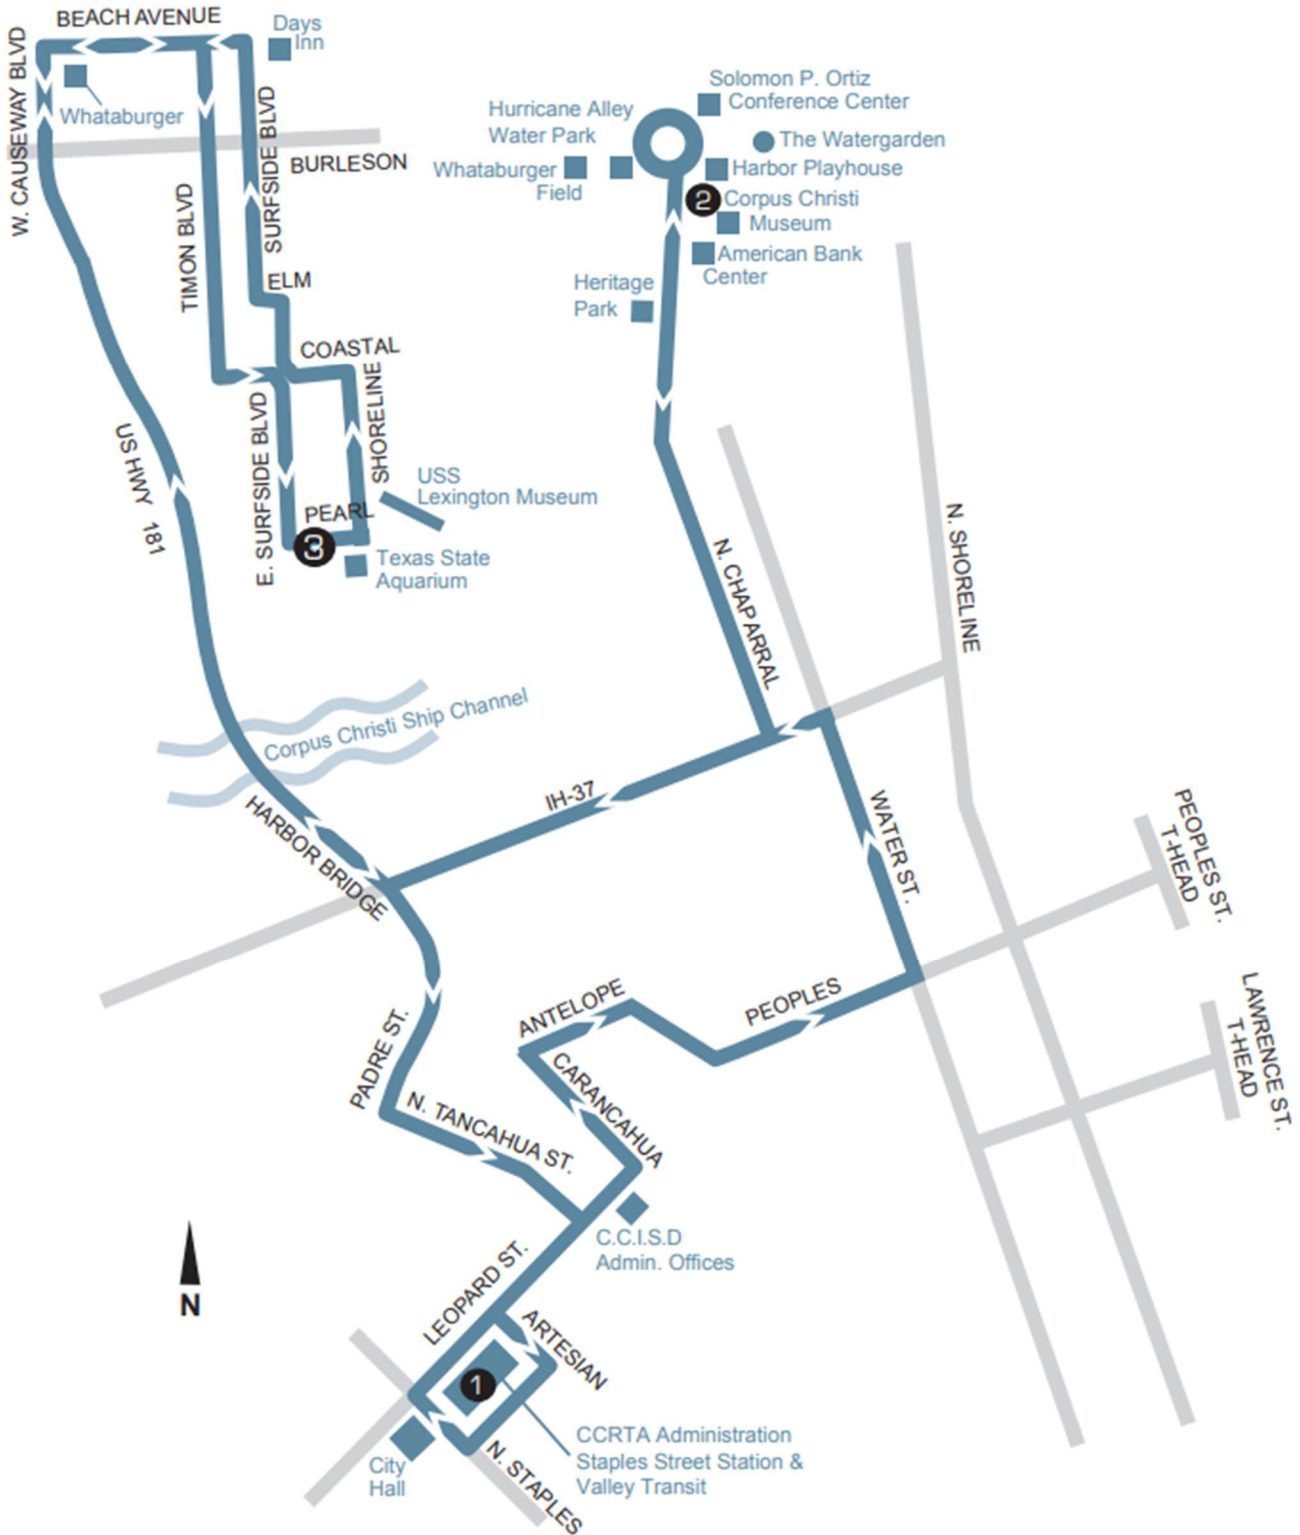 BEACH AVENUE
Days
Inn
W. CAUSEWAY BLVD
Whataburger
SURFSIDE BLVD
BURLESON
TIMON BLVD
ELM
COASTAL
SHORELINE
E. SURFSIDE BLVD
USS
Lexington Museum
PEARL
3
Texas State
Aquarium
US HWY 181
Solomon P. Ortiz
Conference Center
Hurricane Alley
Water Park
The Watergarden
Whataburger
Field
Harbor Playhouse
2
Corpus Christi
Museum
American Bank
Center
Heritage
Park
N. SHORELINE
N. CHAPARRAL
Corpus Christi Ship Channel
IH-37
HARBOR BRIDGE
WATER ST.
PEOPLES ST.
T-HEAD
LAWRENCE ST.
T-HEAD
ANTELOPE
PEOPLES
PADRE ST.
CARANCAHUA
N. TANCAHUA ST.
C.C.I.S.D
Admin. Offices
LEOPARD ST.
N
ARTESIAN
1
CCRTA Administration
Staples Street Station &
Valley Transit
City
Hall
N. STAPLES